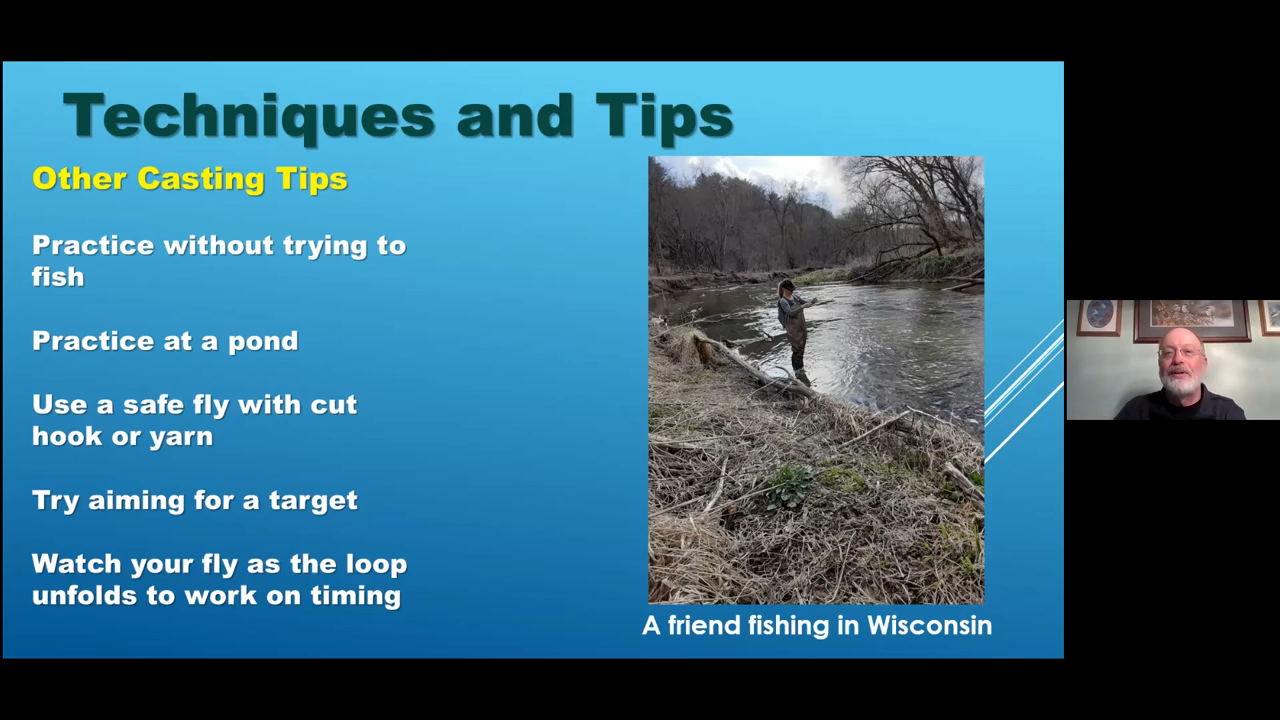 Techniques and Tips
Other Casting Tips
Practice without trying to
fish
Practice at a pond
Use a safe fly with cut
hook or yarn
Try aiming for a target
Watch your fly as the loop
unfolds to work on timing
A friend fishing in Wisconsin